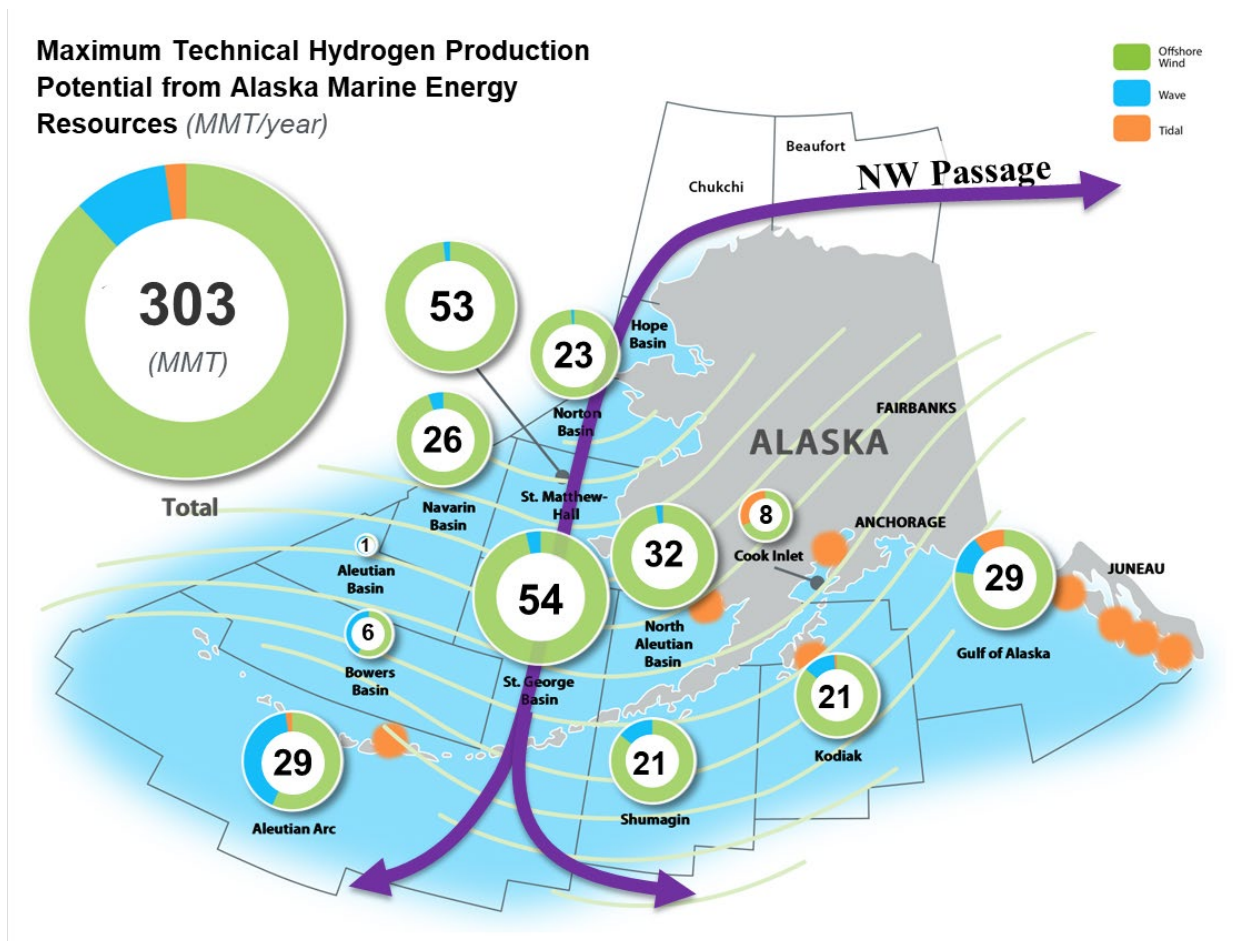 Maximum Technical Hydrogen Production
Potential from Alaska Marine Energy
Resources (MMT/year)
Offshore
Wind
Wave
Tidal
Beaufort
Chukchi
NW Passage
303
(MMT)
Total
53
23
Hope
Basin
Norton
Basin
26
Navarin
Basin
FAIRBANKS
ALASKA
St. Matthew-
Hall
8
Cook Inlet
ANCHORAGE
1
Aleutian
Basin
54
St. George
Basin
32
North
Aleutian
Basin
29
Gulf of Alaska
JUNEAU
6
Bowers
Basin
21
Kodiak
29
Aleutian Arc
21
Shumagin